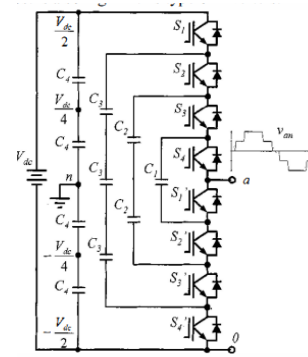 V_dc/2
S_1
S_2
C_4
C_3
V_dc/4
S_3
C_2
v_an
C_4
V_dc
S_4
C_1
n
C_3
a
S_1'
C_4
C_2
C_3
S_2'
-V_dc/4
S_3'
C_4
-V_dc/2
0
S_4'